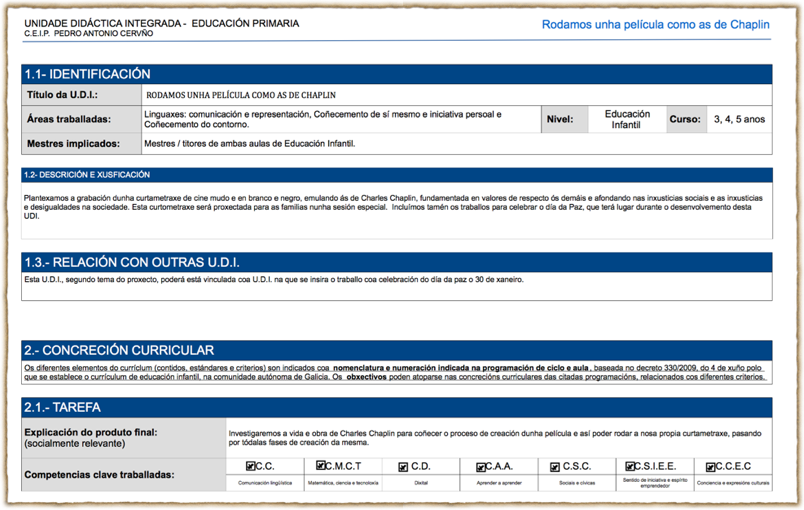 UNIDADE DIDÁCTICA INTEGRADA - EDUCACIÓN PRIMARIA
C.E.I.P. PEDRO ANTONIO CERVÑO
Rodamos unha película como as de Chaplin
1.1- IDENTIFICACIÓN
Título da U.D.I.: RODAMOS UNHA PELÍCULA COMO AS DE CHAPLIN
Áreas traballadas: Linguaxes: comunicación e representación, Coñecemento de sí mesmo e iniciativa persoal e
Coñecemento do contorno.
Nivel: Educación
Infantil
Curso: 3, 4, 5 anos
Mestres implicados: Mestres / titores de ambas aulas de Educación Infantil.
1.2- DESCRICIÓN E XUSFICACIÓN
Plantexamos a grabación dunha curtametraxe de cine mudo e en branco e negro, emulando ás de Charles Chaplin, fundamentada en valores de respecto ós demáis e afondando nas inxusticias sociais e as inxusticias
e desigualdades na sociedade. Esta curtometraxe será proxectada para as familias nunha sesión especial. Incluímos tamén os traballos para celebrar o día da Paz, que terá lugar durante o desenvolvemento desta
UDI.
1.3.- RELACIÓN CON OUTRAS U.D.I.
Esta U.D.I., segundo tema do proxecto, poderá está vinculada coa U.D.I. na que se insira o traballo coa celebración do día da paz o 30 de xaneiro.
2.- CONCRECIÓN CURRICULAR
Os diferentes elementos do currículm (contidos, estándares e criterios) son indicados coa nomenclatura e numeración indicada na programación de ciclo e aula, baseada no decreto 330/2009, do 4 de xuño polo
que se establece o currículum de educación infantil, na comunidade autónoma de Galicia. Os obxectivos poden atoparse nas concrecións curriculares das citadas programacións, relacionados cos diferentes criterios.
2.1.- TAREFA
Explicación do produto final:
(socialmente relevante)
Investigaremos a vida e obra de Charles Chaplin para coñecer o proceso de creación dunha película e así poder rodar a nosa propia curtametraxe, pasando
por tódalas fases de creación da mesma.
Competencias clave traballadas:
C.C. C.M.C.T C.D. C.A.A. C.S.C. C.S.I.E.E. C.C.E.C
Comunicación lingüística Matemática, ciencia e tecnoloxía Dixital Aprender a aprender Sociais e cívicas Sentido de iniciativa e espírito
emprendedor
Conciencia e expresións culturais